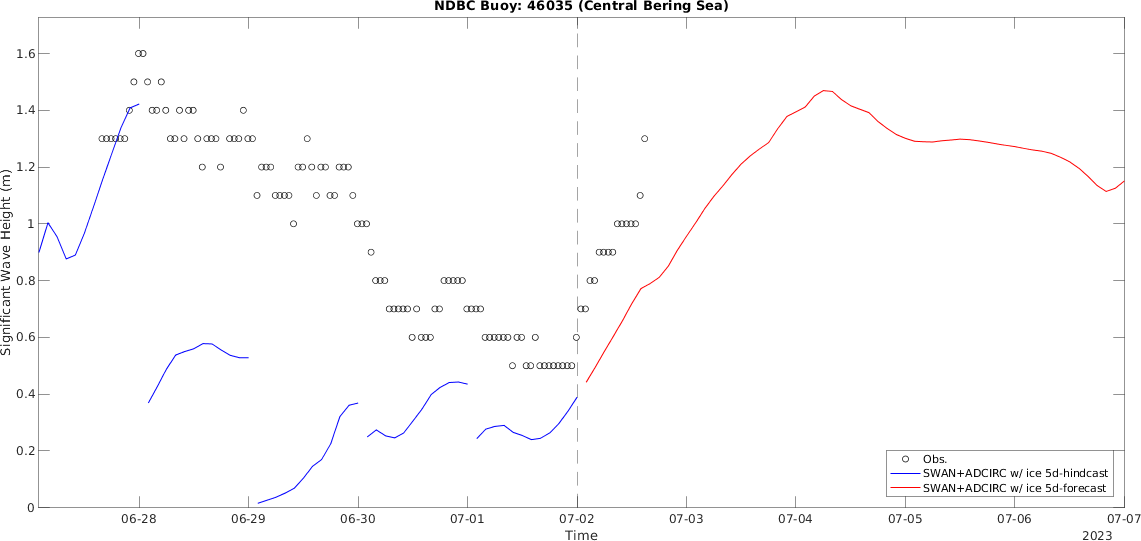 NDBC Buoy: 46035 (Central Bering Sea)
Significant Wave Height (m)
1.6
1.4
1.2
1
0.8
0.6
0.4
0.2
0
Obs.
SWAN+ADCIRC w/ ice 5d-hindcast
SWAN+ADCIRC w/ ice 5d-forecast
06-28 06-29 06-30 07-01 07-02 07-03 07-04 07-05 07-06 07-07
Time
2023